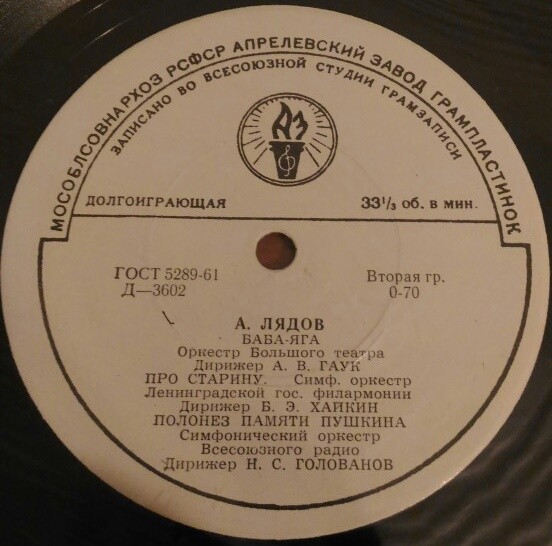 МОСОБЛСОВНАРХОЗ РСФСР АПРЕЛЕВСКИЙ ЗАВОД ГРАМПЛАСТИНОК
ЗАПИСАНО ВО ВСЕСОЮЗНОЙ СТУДИИ ГРАМЗАПИСИ
АЗ
ДОЛГОИГРАЮЩАЯ 33⅓ об. в мин.
ГОСТ 5289-61 Вторая гр.
Д—3602 0-70
А. ЛЯДОВ
БАБА-ЯГА
Оркестр Большого театра
Дирижер А. В. ГАУК
ПРО СТАРИНУ. Симф. оркестр
Ленинградской гос. филармонии
Дирижер Б. Э. ХАЙКИН
ПОЛОНЕЗ ПАМЯТИ ПУШКИНА
Симфонический оркестр
Всесоюзного радио
Дирижер Н. С. ГОЛОВАНОВ